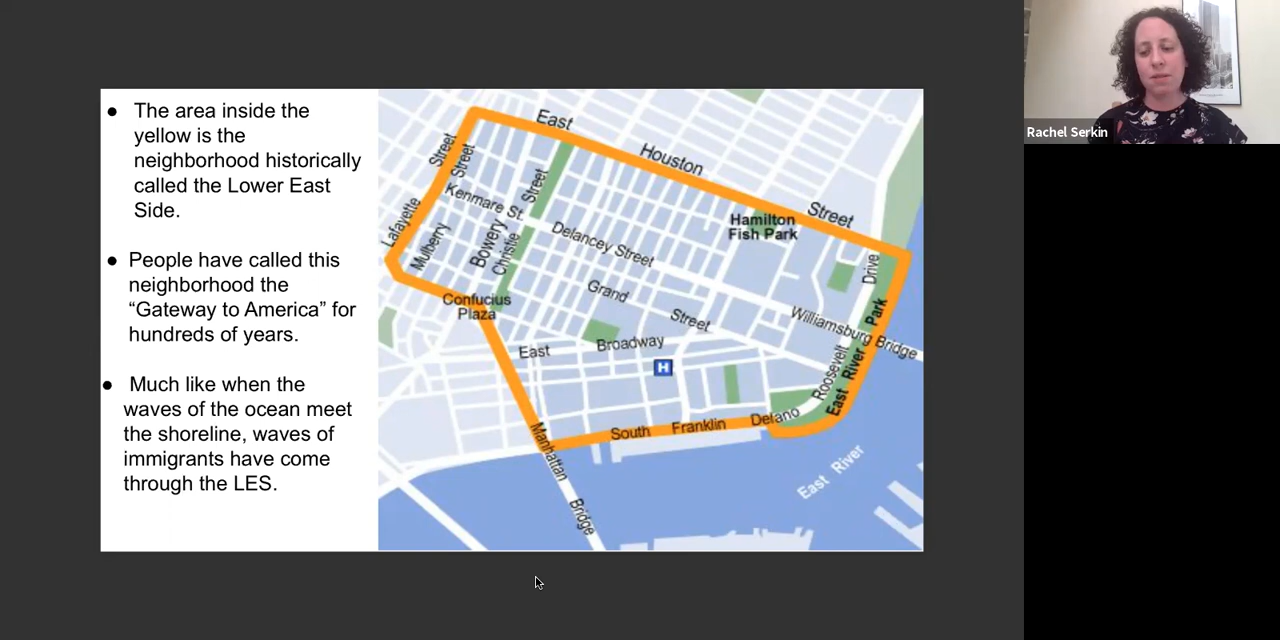 ● The area inside the
yellow is the
neighborhood historically
called the Lower East
Side.
● People have called this
neighborhood the
“Gateway to America” for
hundreds of years.
● Much like when the
waves of the ocean meet
the shoreline, waves of
immigrants have come
through the LES.
East Houston Street
Lafayette Street
Mulberry Street
Kenmare St.
Bowery
Christie Street
Delancey Street
Hamilton
Fish Park
Grand Street
Confucius
Plaza
East Broadway
H
Williamsburg Bridge
South Franklin Delano Roosevelt Drive
East River Park
Manhattan Bridge
East River
Rachel Serkin